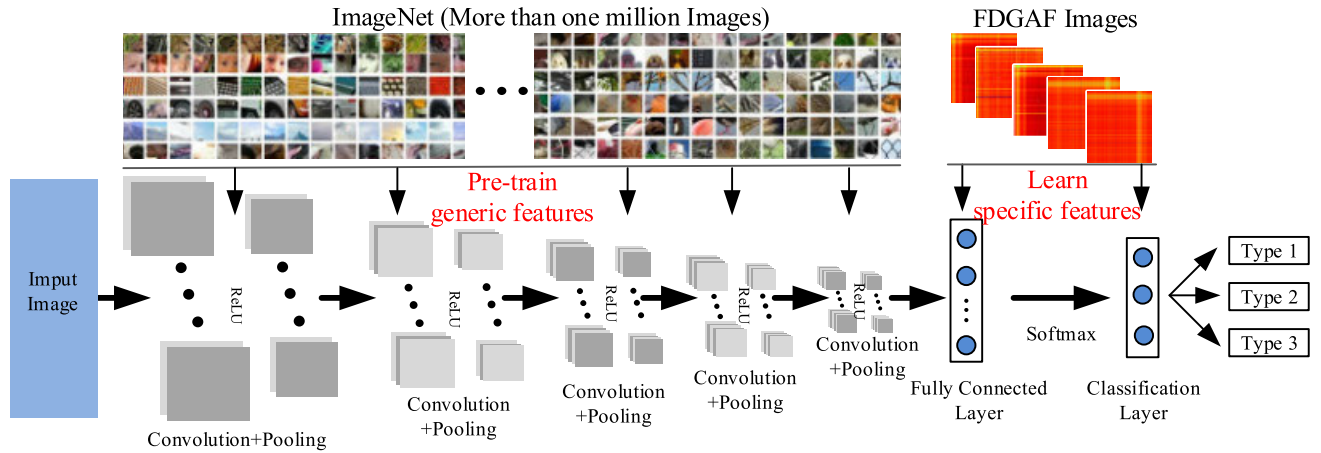 ImageNet (More than one million Images)
FDGAF Images
Pre-train
generic features
Learn
specific features
Imput
Image
ReLU
ReLU
ReLU
ReLU
ReLU
Convolution+Pooling
Convolution
+Pooling
Convolution
+Pooling
Convolution
+Pooling
Convolution
+Pooling
Fully Connected
Layer
Softmax
Classification
Layer
Type 1
Type 2
Type 3